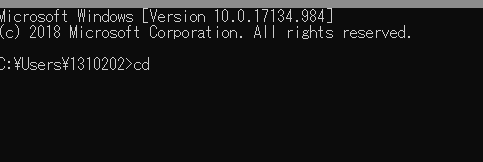 Microsoft Windows [Version 10.0.17134.984]
(c) 2018 Microsoft Corporation. All rights reserved.
C:¥Users¥1310202>cd